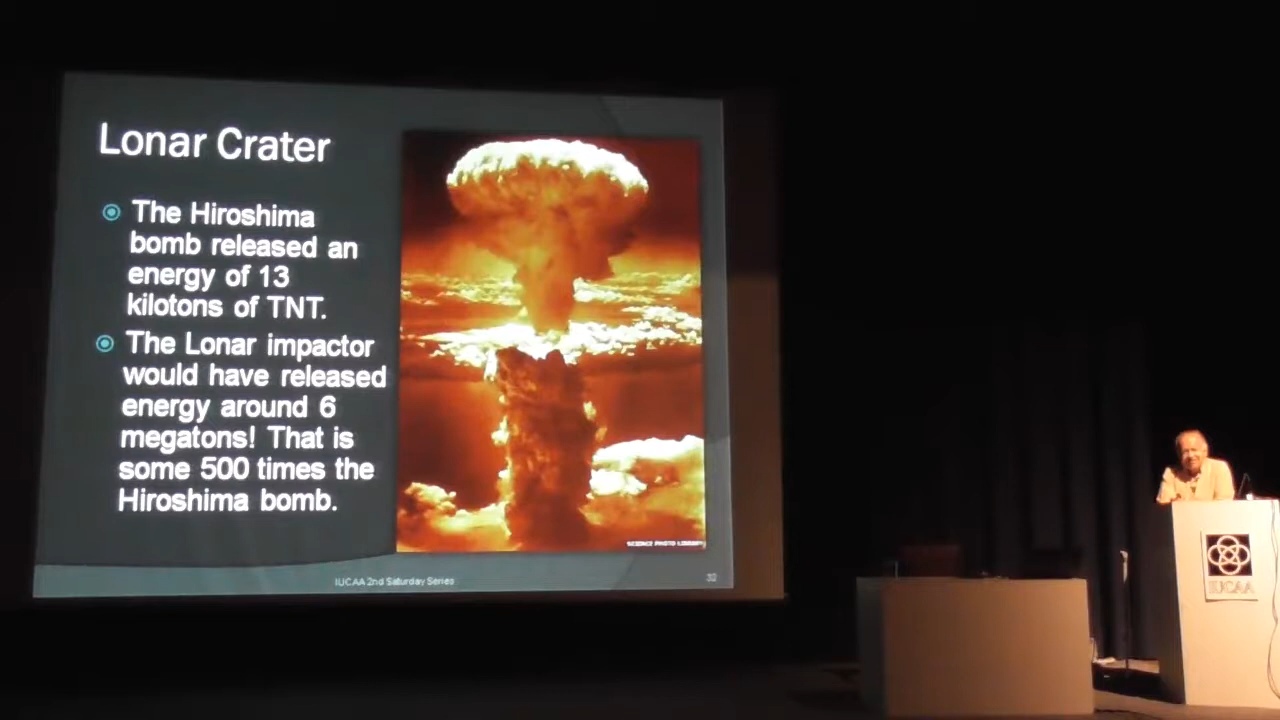 Lonar Crater
The Hiroshima
bomb released an
energy of 13
kilotons of TNT.
The Lonar impactor
would have released
energy around 6
megatons! That is
some 500 times the
Hiroshima bomb.
SCIENCE PHOTO LIBRARY
IUCAA 2nd Saturday Series
32
IUCAA